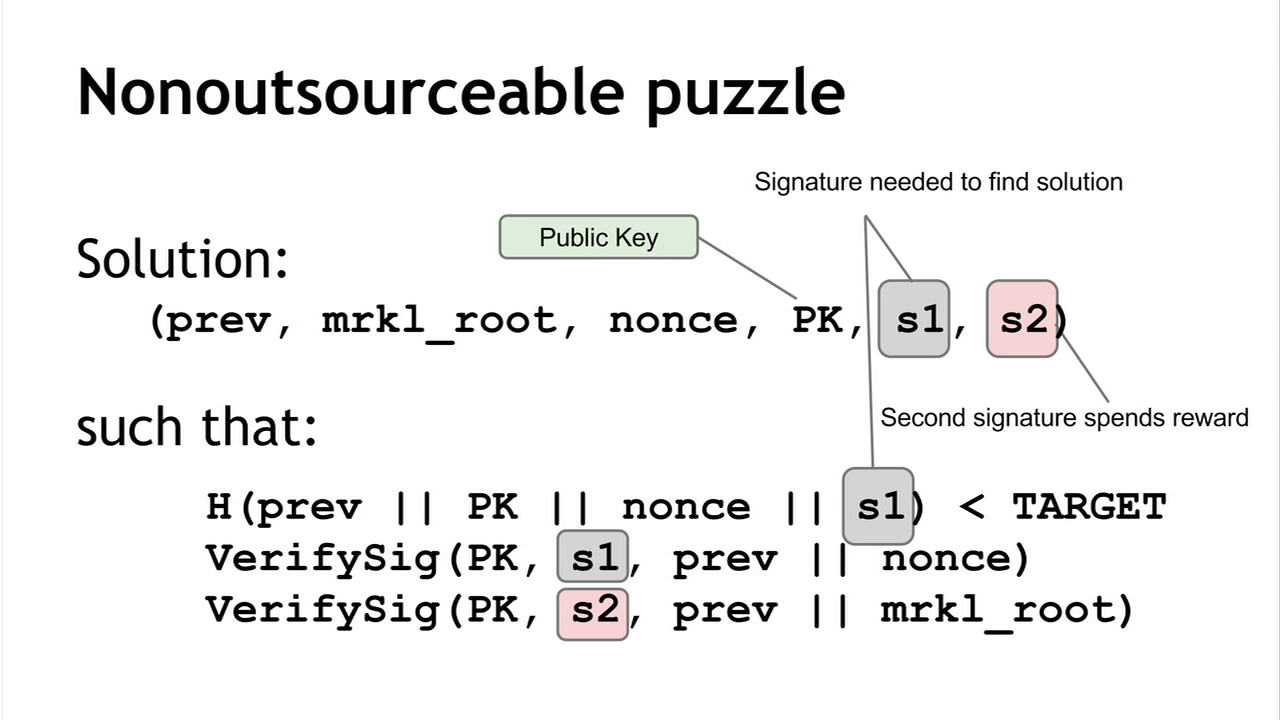 Nonoutsourceable puzzle
Signature needed to find solution
Public Key
Solution:
(prev, mrkl_root, nonce, PK, s1, s2)
Second signature spends reward
such that:
H(prev || PK || nonce || s1) < TARGET
VerifySig(PK, s1, prev || nonce)
VerifySig(PK, s2, prev || mrkl_root)